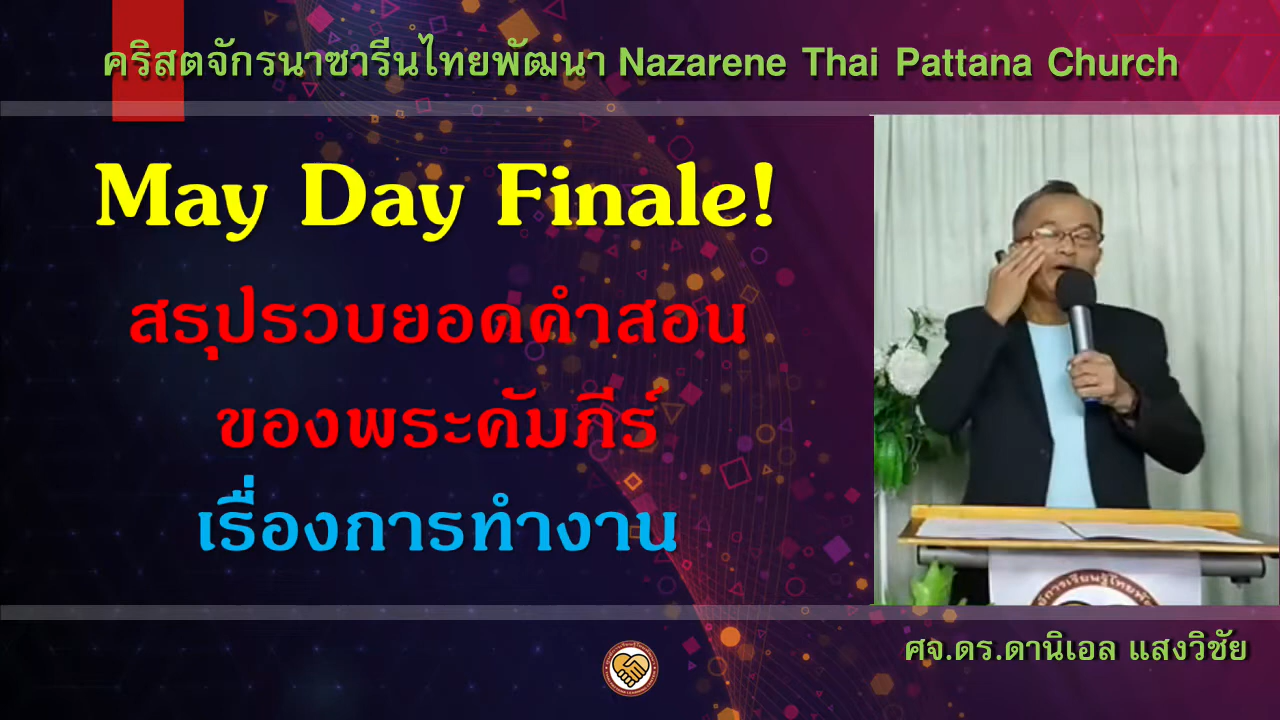 คริสตจักรนาซารีนไทยพัฒนา Nazarene Thai Pattana Church
May Day Finale!
สรุปรวบยอดคำสอน
ของพระคัมภีร์
เรื่องการทำงาน
ศจ.ดร.ดานิเอล แสงวิชัย